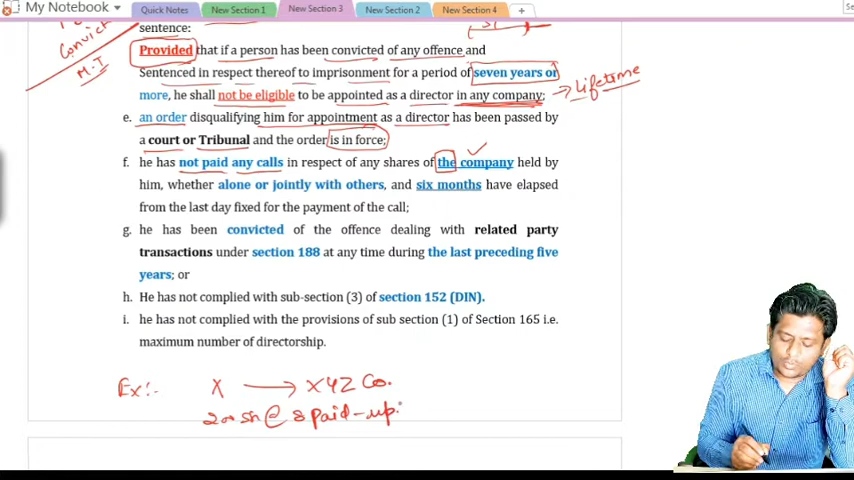 My Notebook
Quick Notes New Section 1 New Section 3 New Section 2 New Section 4 +
Convict sentence:
Provided that if a person has been convicted of any offence and
M.I Sentenced in respect thereof to imprisonment for a period of seven years or
more, he shall not be eligible to be appointed as a director in any company; → Lifetime
e. an order disqualifying him for appointment as a director has been passed by
a court or Tribunal and the order is in force;
f. he has not paid any calls in respect of any shares of the company held by
him, whether alone or jointly with others, and six months have elapsed
from the last day fixed for the payment of the call;
g. he has been convicted of the offence dealing with related party
transactions under section 188 at any time during the last preceding five
years; or
h. He has not complied with sub-section (3) of section 152 (DIN).
i. he has not complied with the provisions of sub section (1) of Section 165 i.e.
maximum number of directorship.
Ex:- X → XYZ Co.
200 sh @ 8 paid-up.